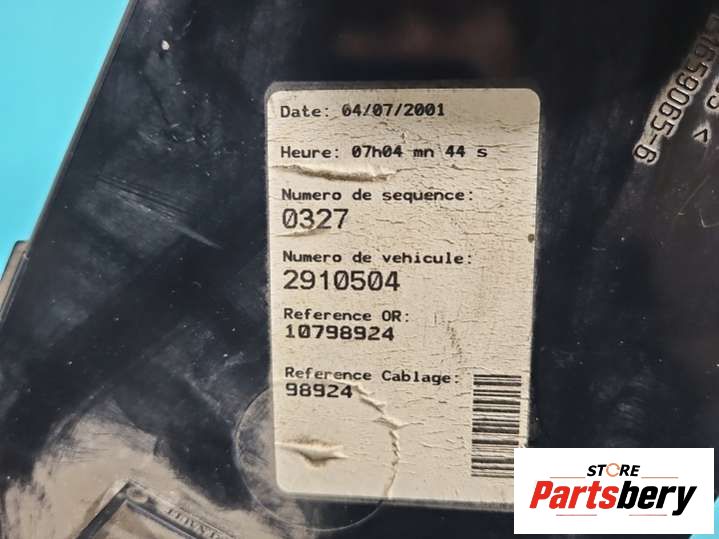 Date: 04/07/2001
Heure: 07h04 mn 44 s
Numero de sequence:
0327
Numero de vehicule:
2910504
Reference OR:
10798924
Reference Cablage:
98924
STORE
Partsbery